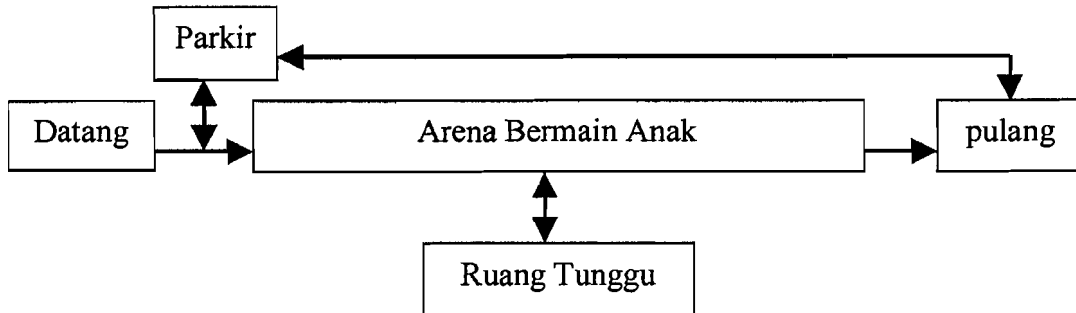 Parkir
Datang
Arena Bermain Anak
pulang
Ruang Tunggu